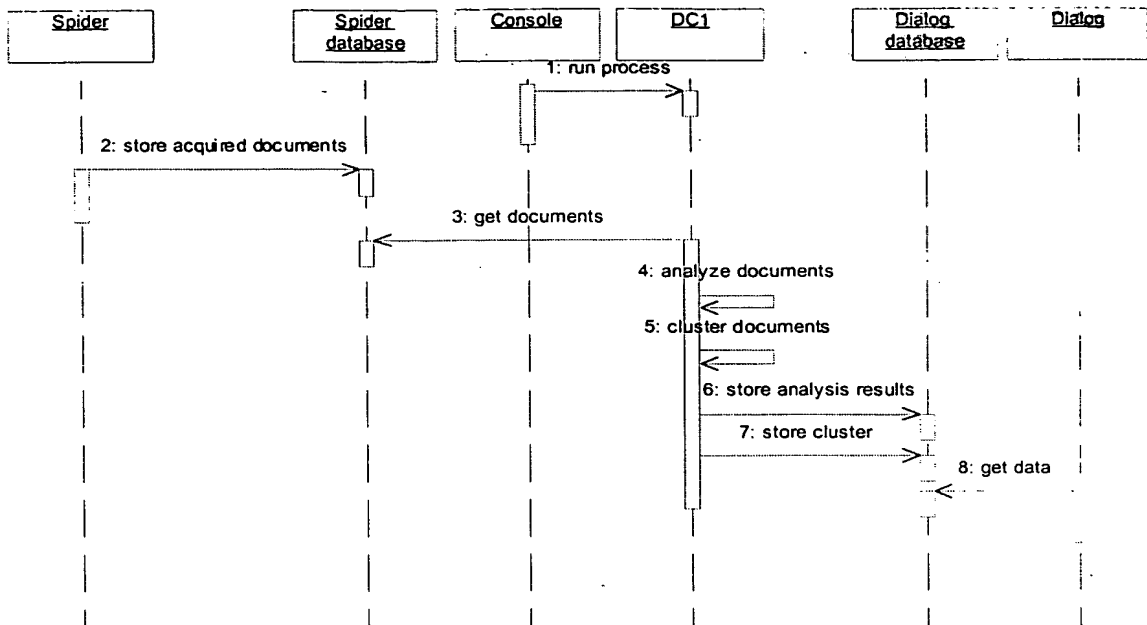 Spider
Spider
database
Console
DC1
Dialog
database
Dialog
1: run process
2: store acquired documents
3: get documents
4: analyze documents
5: cluster documents
6: store analysis results
7: store cluster
8: get data